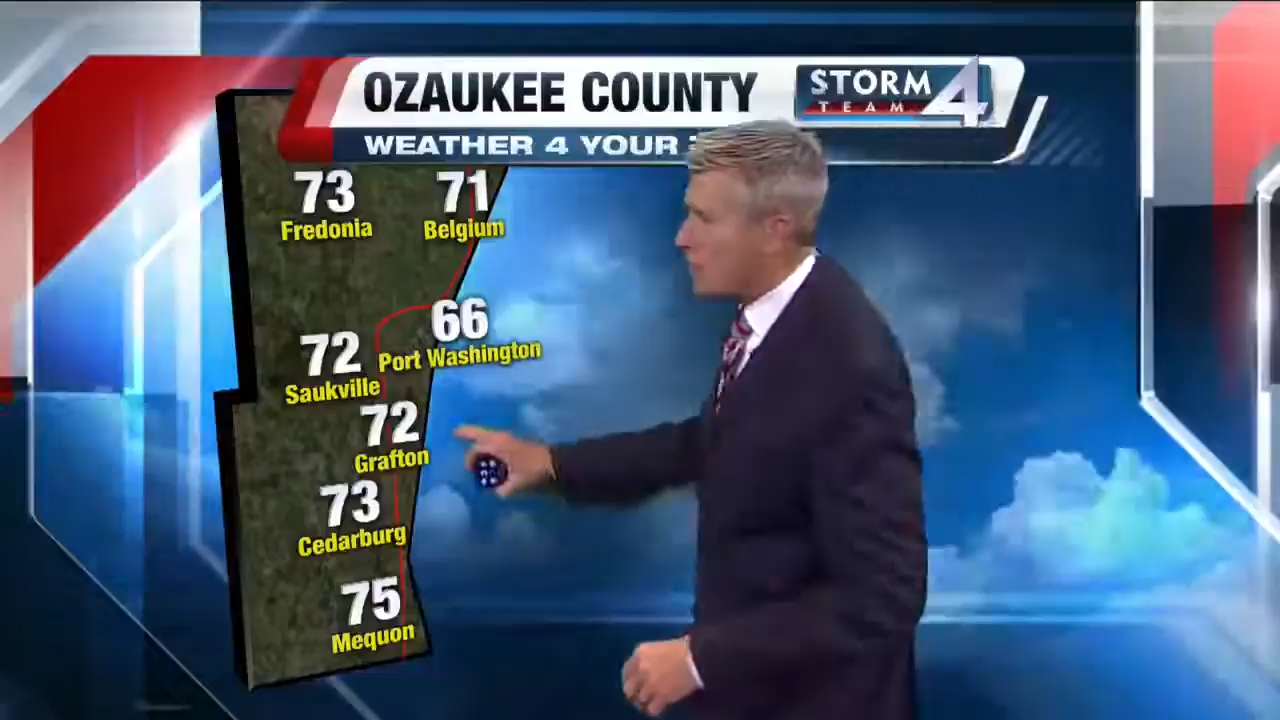 OZAUKEE COUNTY
STORM 4
TEAM
WEATHER 4 YOUR
73 71
Fredonia Belgium
66
Port Washington
72
Saukville
72
Grafton
73
Cedarburg
75
Mequon